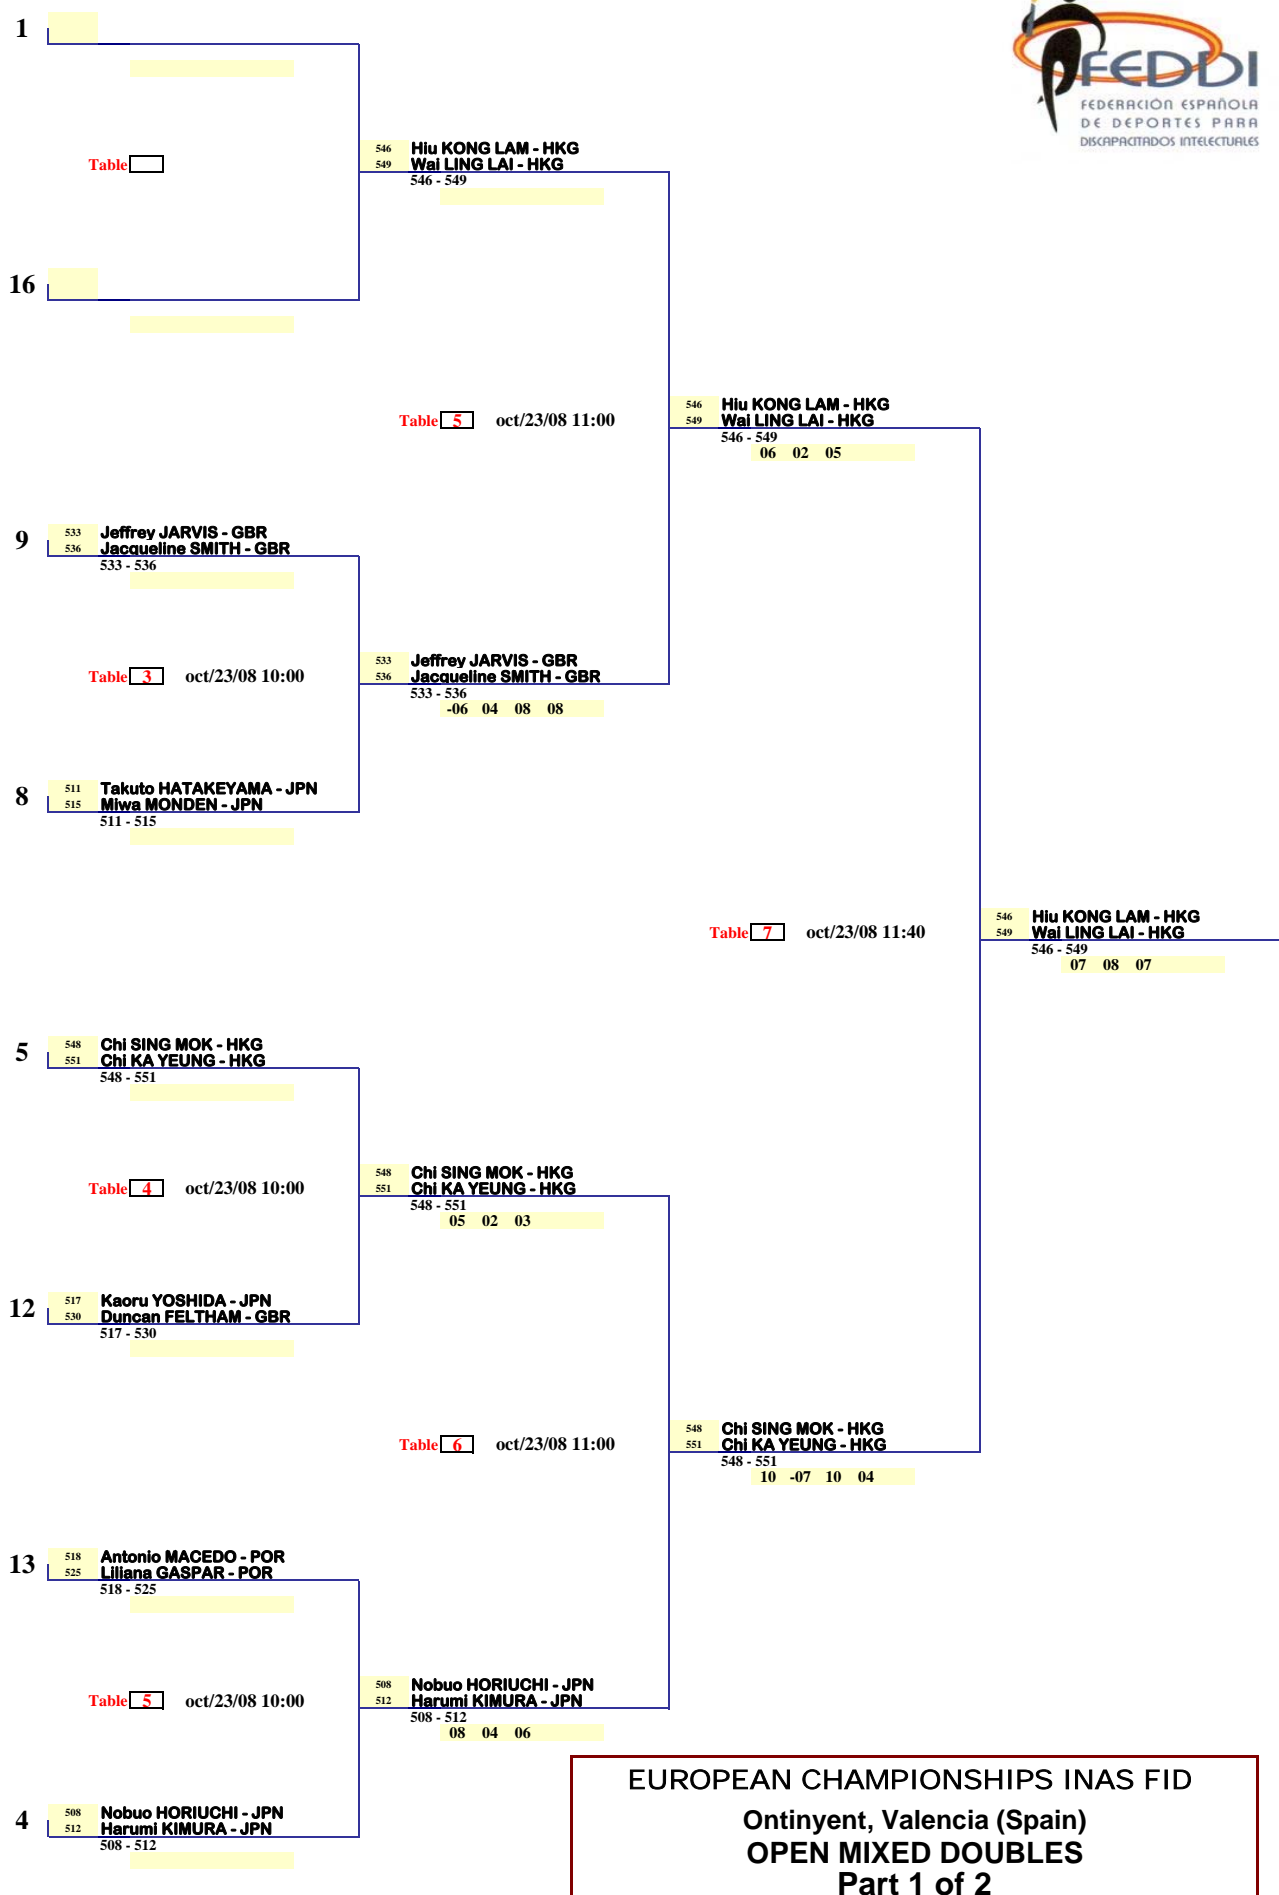 1
FEDDI
FEDERACIÓN ESPAÑOLA
DE DEPORTES PARA
DISCAPACITADOS INTELECTUALES
546 Hiu KONG LAM - HKG
549 Wai LING LAI - HKG
546 - 549
Table
16
Table 5 oct/23/08 11:00
546 Hiu KONG LAM - HKG
549 Wai LING LAI - HKG
546 - 549
06 02 05
9
533 Jeffrey JARVIS - GBR
536 Jacqueline SMITH - GBR
533 - 536
Table 3 oct/23/08 10:00
533 Jeffrey JARVIS - GBR
536 Jacqueline SMITH - GBR
533 - 536
-06 04 08 08
8
511 Takuto HATAKEYAMA - JPN
515 Miwa MONDEN - JPN
511 - 515
Table 7 oct/23/08 11:40
546 Hiu KONG LAM - HKG
549 Wai LING LAI - HKG
546 - 549
07 08 07
5
548 Chi SING MOK - HKG
551 Chi KA YEUNG - HKG
548 - 551
Table 4 oct/23/08 10:00
548 Chi SING MOK - HKG
551 Chi KA YEUNG - HKG
548 - 551
05 02 03
12
517 Kaoru YOSHIDA - JPN
530 Duncan FELTHAM - GBR
517 - 530
Table 6 oct/23/08 11:00
548 Chi SING MOK - HKG
551 Chi KA YEUNG - HKG
548 - 551
10 -07 10 04
13
518 Antonio MACEDO - POR
525 Liliana GASPAR - POR
518 - 525
Table 5 oct/23/08 10:00
508 Nobuo HORIUCHI - JPN
512 Harumi KIMURA - JPN
508 - 512
08 04 06
4
508 Nobuo HORIUCHI - JPN
512 Harumi KIMURA - JPN
508 - 512
EUROPEAN CHAMPIONSHIPS INAS FID
Ontinyent, Valencia (Spain)
OPEN MIXED DOUBLES
Part 1 of 2